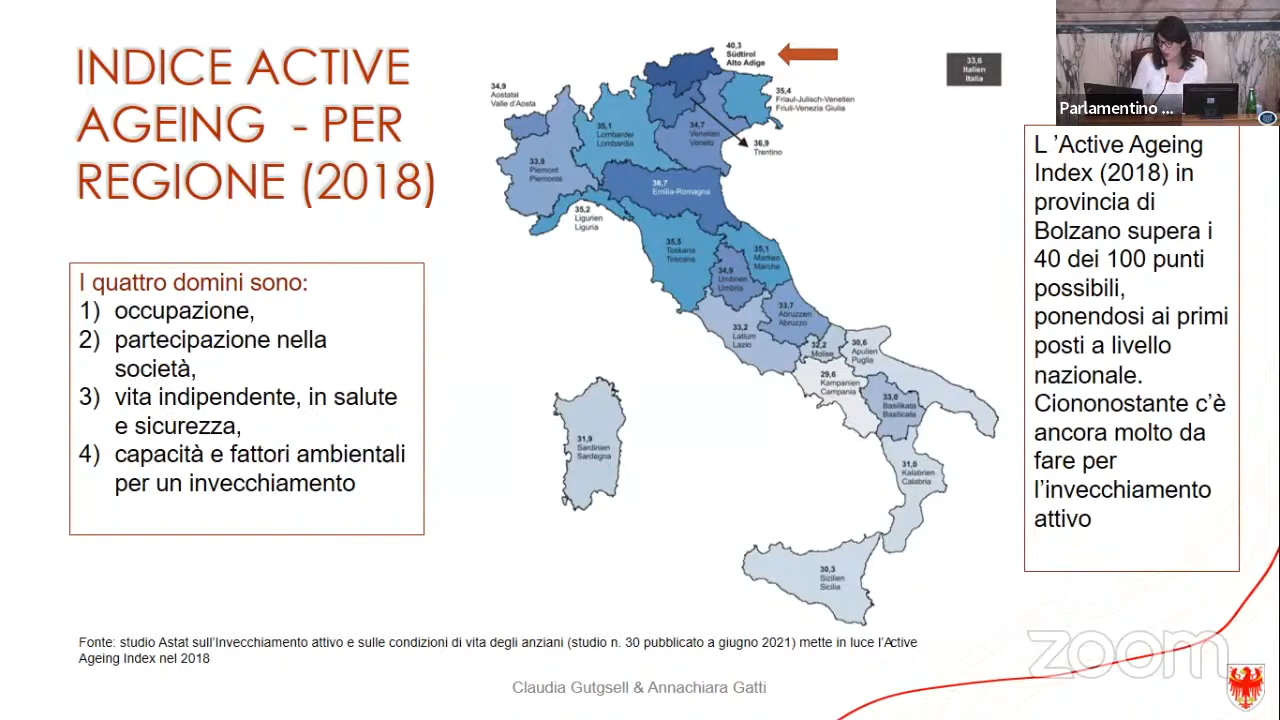 INDICE ACTIVE
AGEING - PER
REGIONE (2018)
I quattro domini sono:
1) occupazione,
2) partecipazione nella
società,
3) vita indipendente, in salute
e sicurezza,
4) capacità e fattori ambientali
per un invecchiamento
40,3
Südtirol
Alto Adige
33,6
Italien
Italia
34,9
Aostatal
Valle d'Aosta
35,4
Friaul-Julisch-Venetien
Friuli-Venezia Giulia
35,1
Lombardei
Lombardia
34,7
Venetien
Veneto
36,9
Trentino
33,8
Piemont
Piemonte
36,7
Emilia-Romagna
35,2
Ligurien
Liguria
35,5
Toskana
Toscana
35,1
Marken
Marche
34,9
Umbrien
Umbria
33,7
Abruzzen
Abruzzo
33,2
Latium
Lazio
32,2
Molise
30,6
Apulien
Puglia
29,6
Kampanien
Campania
33,0
Basilikata
Basilicata
31,9
Sardinien
Sardegna
31,0
Kalabrien
Calabria
30,3
Sizilien
Sicilia
Parlamentino ...
L 'Active Ageing
Index (2018) in
provincia di
Bolzano supera i
40 dei 100 punti
possibili,
ponendosi ai primi
posti a livello
nazionale.
Ciononostante c'è
ancora molto da
fare per
l'invecchiamento
attivo
Fonte: studio Astat sull'Invecchiamento attivo e sulle condizioni di vita degli anziani (studio n. 30 pubblicato a giugno 2021) mette in luce l'Active
Ageing Index nel 2018
zoom
Claudia Gutgsell & Annachiara Gatti